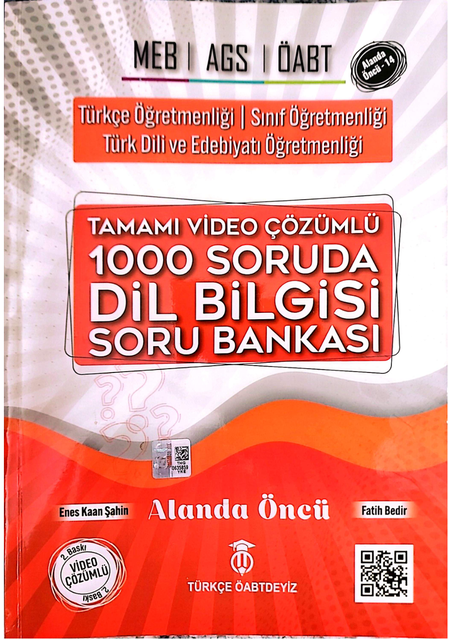 MEB | AGS | ÖABT
Alanda
Öncü - 14
Türkçe Öğretmenliği | Sınıf Öğretmenliği
Türk Dili ve Edebiyatı Öğretmenliği
TAMAMI VİDEO ÇÖZÜMLÜ
1000 SORUDA
DİL BİLGİSİ
SORU BANKASI
Enes Kaan Şahin
Alanda Öncü
Fatih Bedir
2. Baskı
VİDEO
ÇÖZÜMLÜ
2. Baskı
TÜRKÇE ÖABTDEYİZ